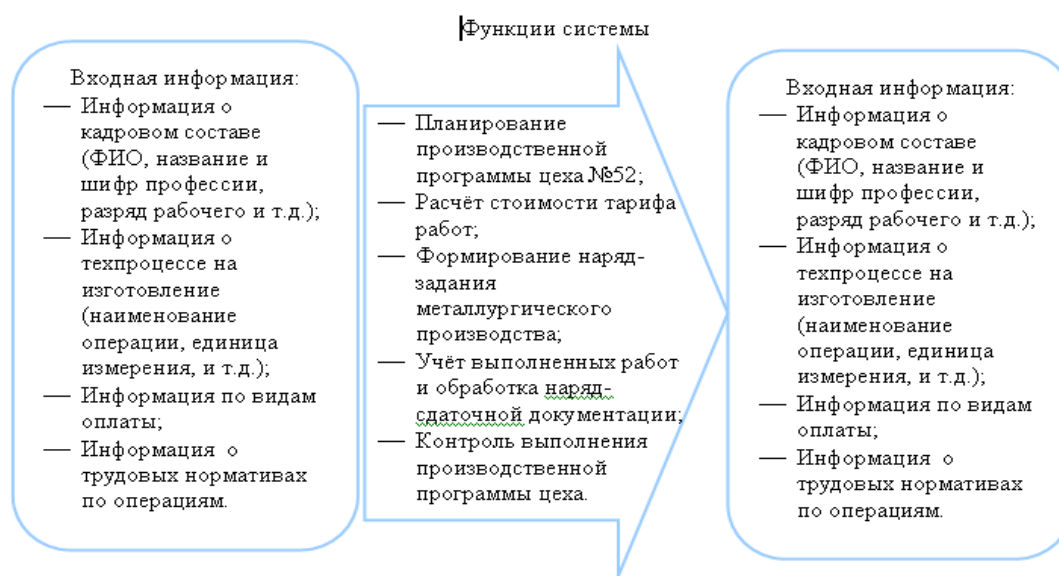 Функции системы
Входная информация:
— Информация о
кадровом составе
(ФИО, название и
шифр профессии,
разряд рабочего и т.д.);
— Информация о
техпроцессе на
изготовление
(наименование
операции, единица
измерения, и т.д.);
— Информация по видам
оплаты;
— Информация о
трудовых нормативах
по операциям.
— Планирование
производственной
программы цеха №52;
— Расчёт стоимости тарифа
работ;
— Формирование наряд-
задания
металлургического
производства;
— Учёт выполненных работ
и обработка наряд-
сдаточной документации;
— Контроль выполнения
производственной
программы цеха.
Входная информация:
— Информация о
кадровом составе
(ФИО, название и
шифр профессии,
разряд рабочего и т.д.);
— Информация о
техпроцессе на
изготовление
(наименование
операции, единица
измерения, и т.д.);
— Информация по видам
оплаты;
— Информация о
трудовых нормативах
по операциям.